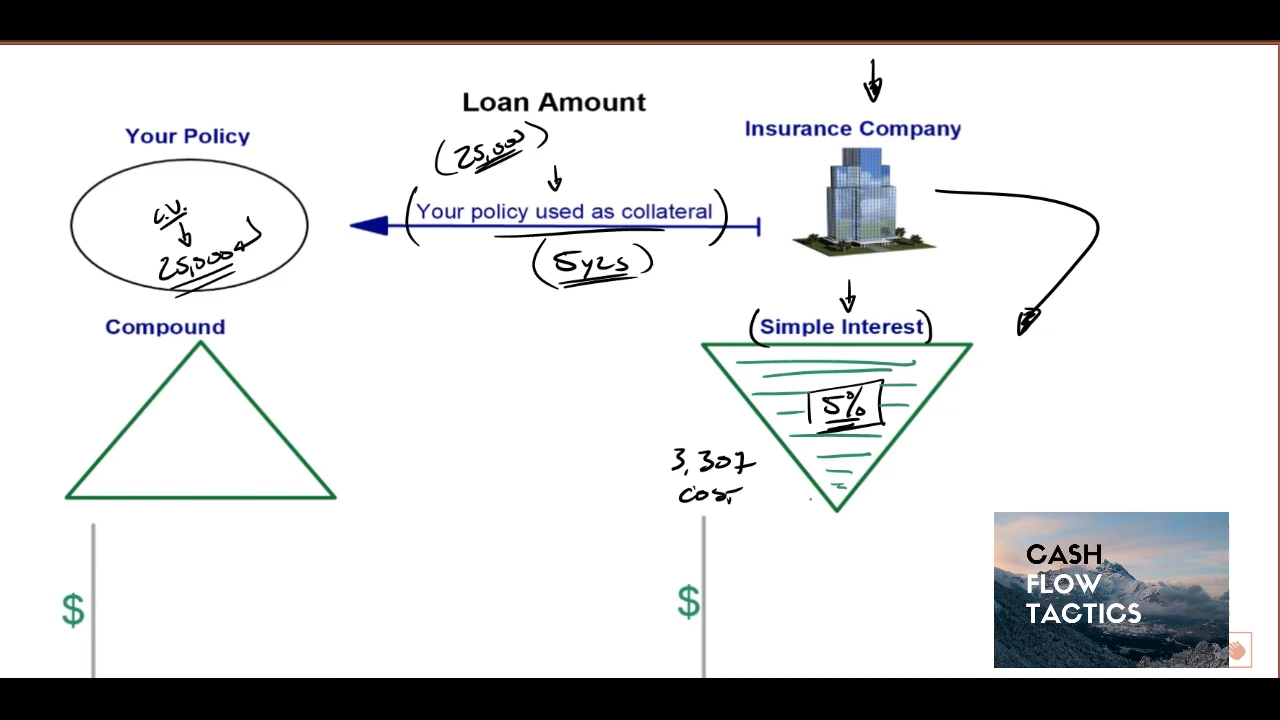 Loan Amount
Your Policy
Insurance Company
(25,000)
C.V.
25,000
Your policy used as collateral
(5yrs)
Compound
(Simple Interest)
5%
3,307
cost
$
$
CASH
FLOW
TACTICS